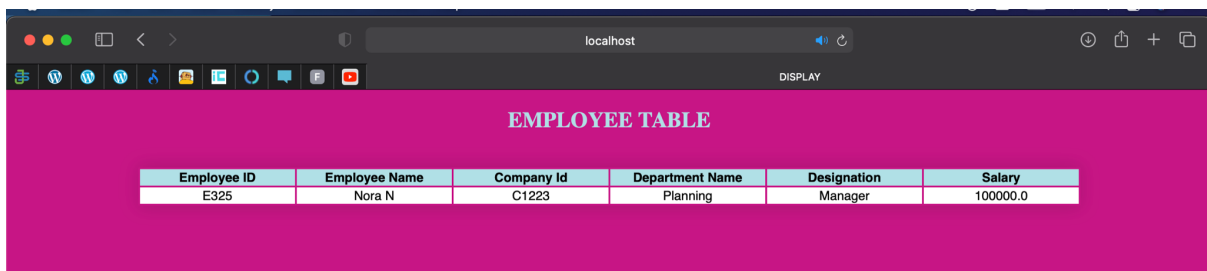 localhost
DISPLAY
EMPLOYEE TABLE
Employee ID Employee Name Company Id Department Name Designation Salary
E325 Nora N C1223 Planning Manager 100000.0